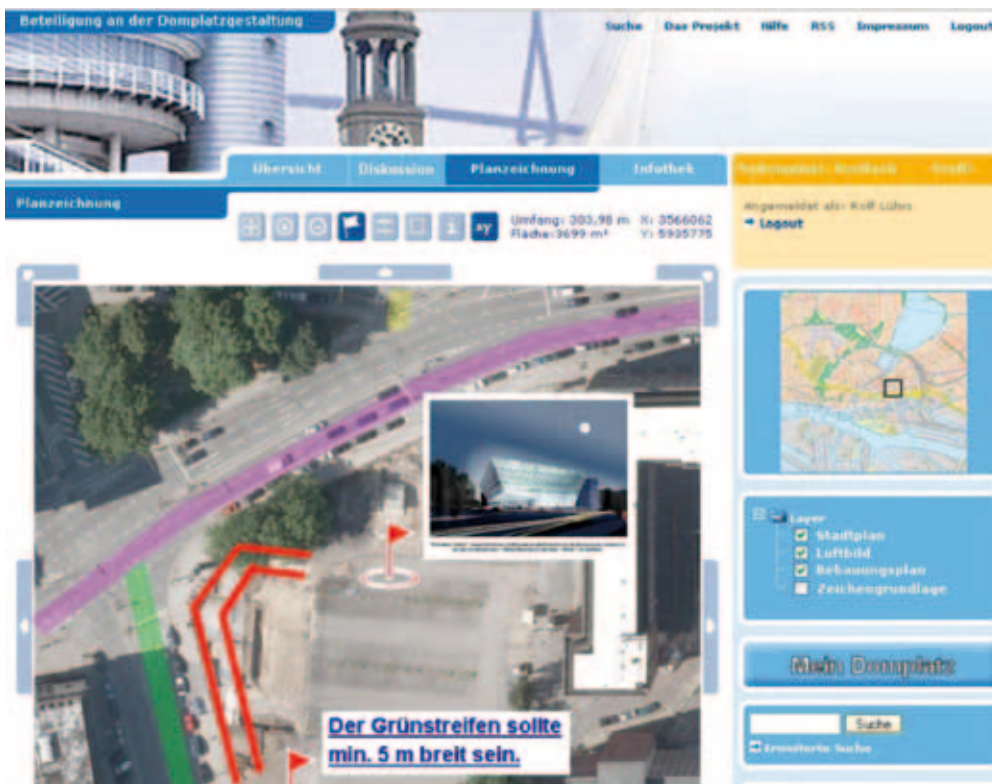 Beteiligung an der Domplatzgestaltung
Suche Das Projekt Hilfe RSS Impressum Logout
Übersicht Diskussion Planzeichnung Infothek
Planzeichnung
Umfang: 303,98 m X: 3566062
Fläche:3699 m² Y: 5935775
i xy
Angemeldet als: Rolf Lührs
Logout
Layer
Stadtplan
Luftbild
Bebauungsplan
Zeichengrundlage
Mein Domplatz
Suche
Erweiterte Suche
Der Grünstreifen sollte
min. 5 m breit sein.